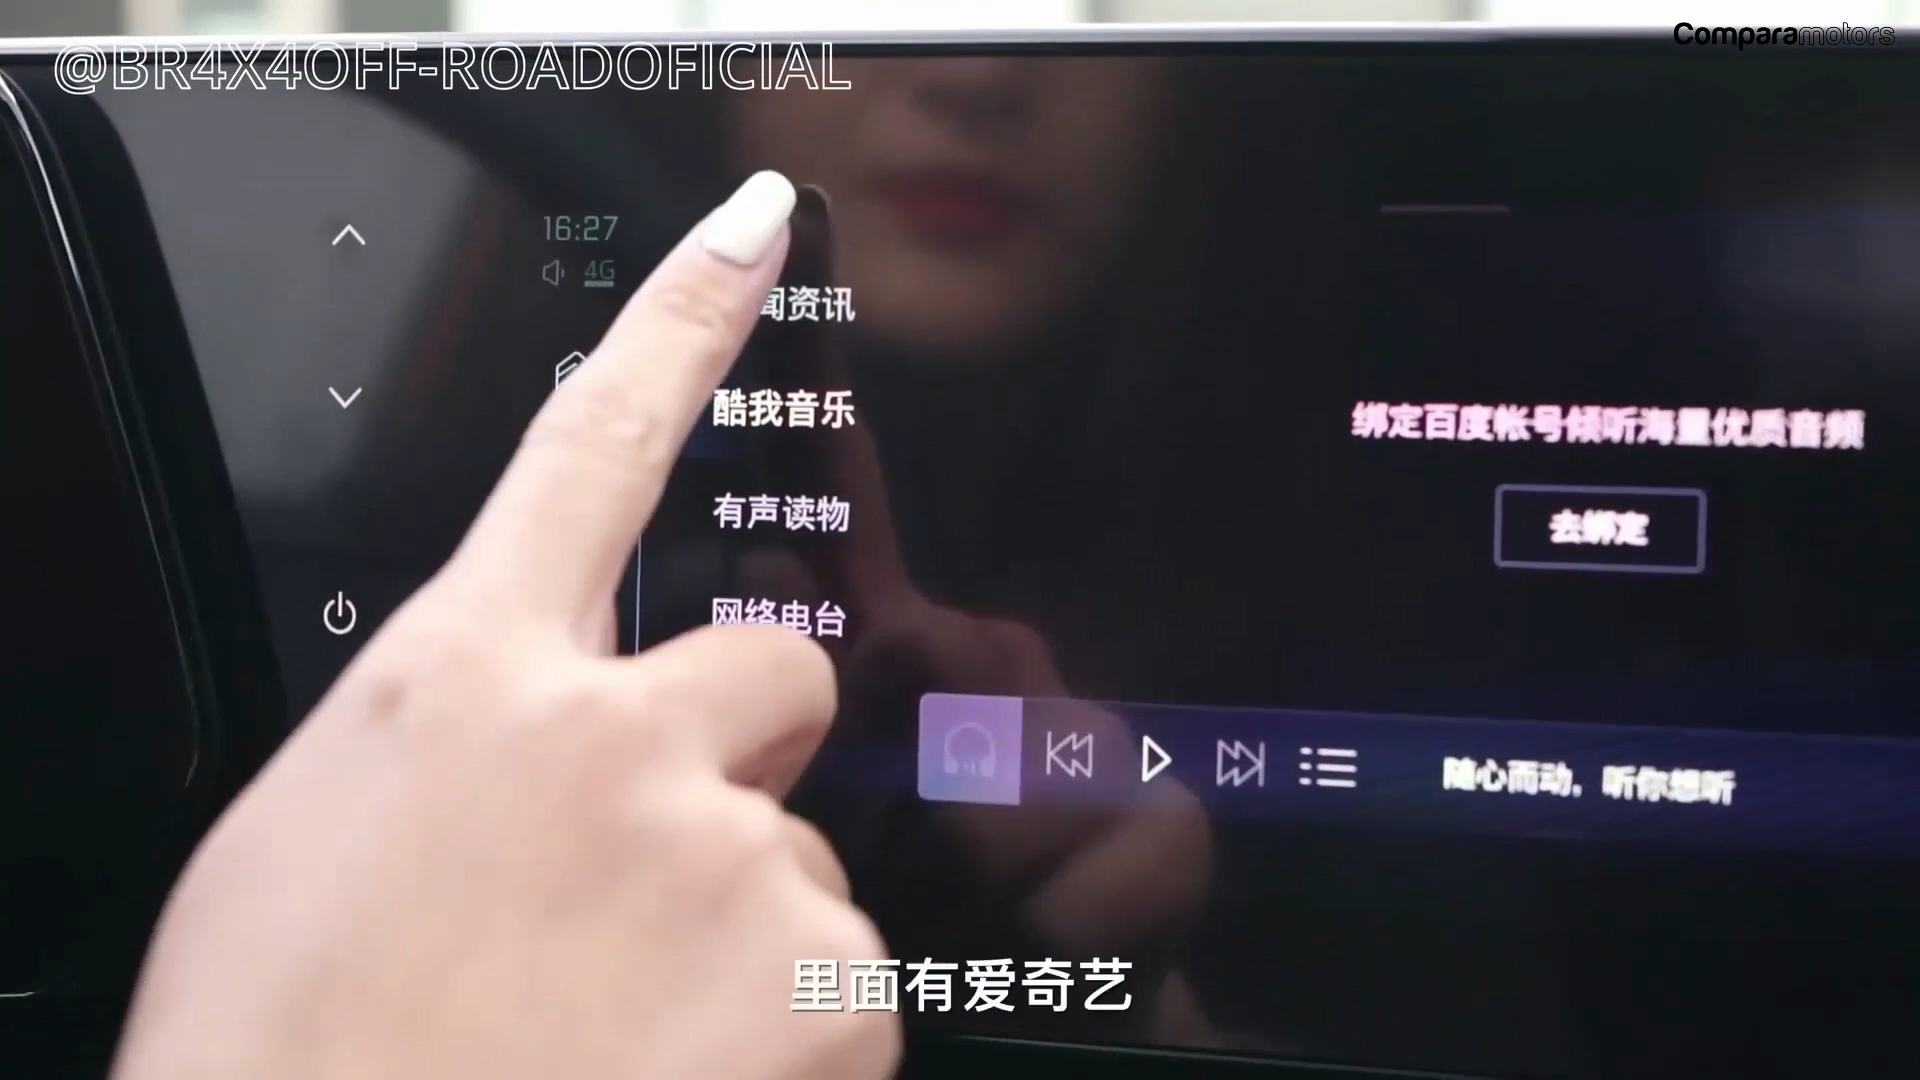 Comparamotors
@BR4X4OFF-ROADOFICIAL
16:27
4G
闻资讯
酷我音乐
有声读物
网络电台
绑定百度帐号倾听海量优质音频
去绑定
随心而动，听你想听
里面有爱奇艺